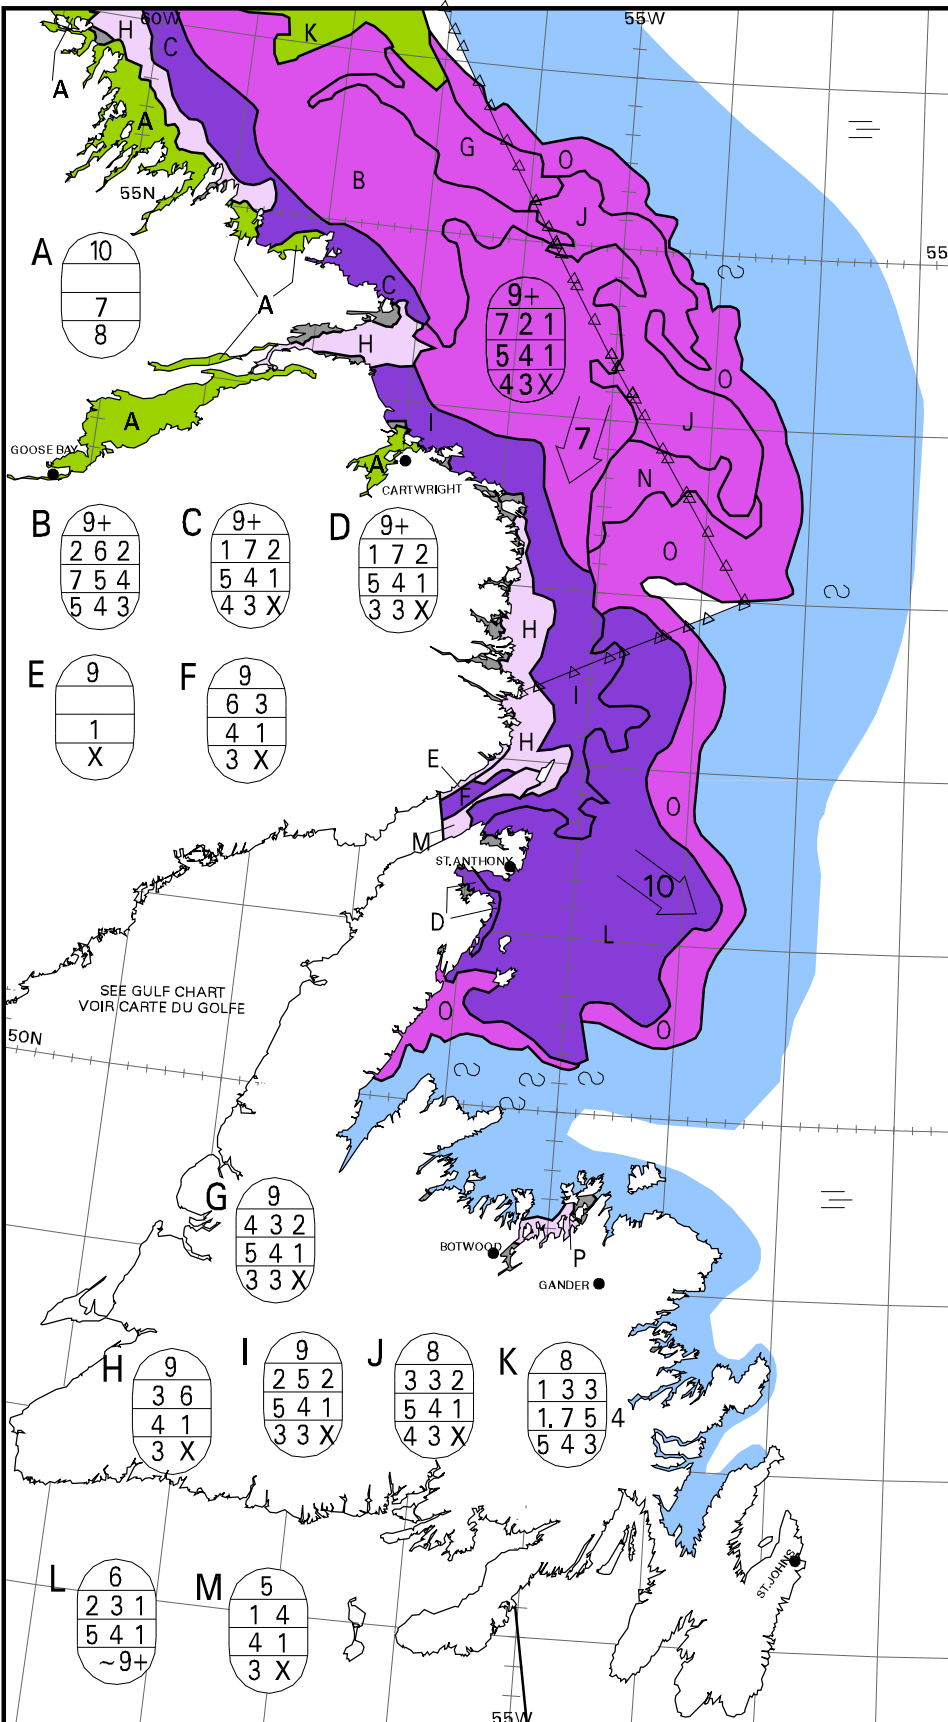 60W
55W
H
C
K
A
A
G
O
B
J
55N
55
A
10
7
8
A
C
9+
7 2 1
5 4 1
4 3 X
H
O
A
I
J
7
GOOSE BAY
A
N
CARTWRIGHT
B
9+
2 6 2
7 5 4
5 4 3
C
9+
1 7 2
5 4 1
4 3 X
D
9+
1 7 2
5 4 1
3 3 X
O
H
E
9
1
X
F
9
6 3
4 1
3 X
I
H
E
F
O
M
ST.ANTHONY
10
D
L
SEE GULF CHART
VOIR CARTE DU GOLFE
O
O
50N
G
9
4 3 2
5 4 1
3 3 X
BOTWOOD
P
GANDER
H
9
3 6
4 1
3 X
I
9
2 5 2
5 4 1
3 3 X
J
8
3 3 2
5 4 1
4 3 X
K
8
1 3 3
1. 7 5 4
5 4 3
ST.JOHNS
L
6
2 3 1
5 4 1
~9+
M
5
1 4
4 1
3 X
55W